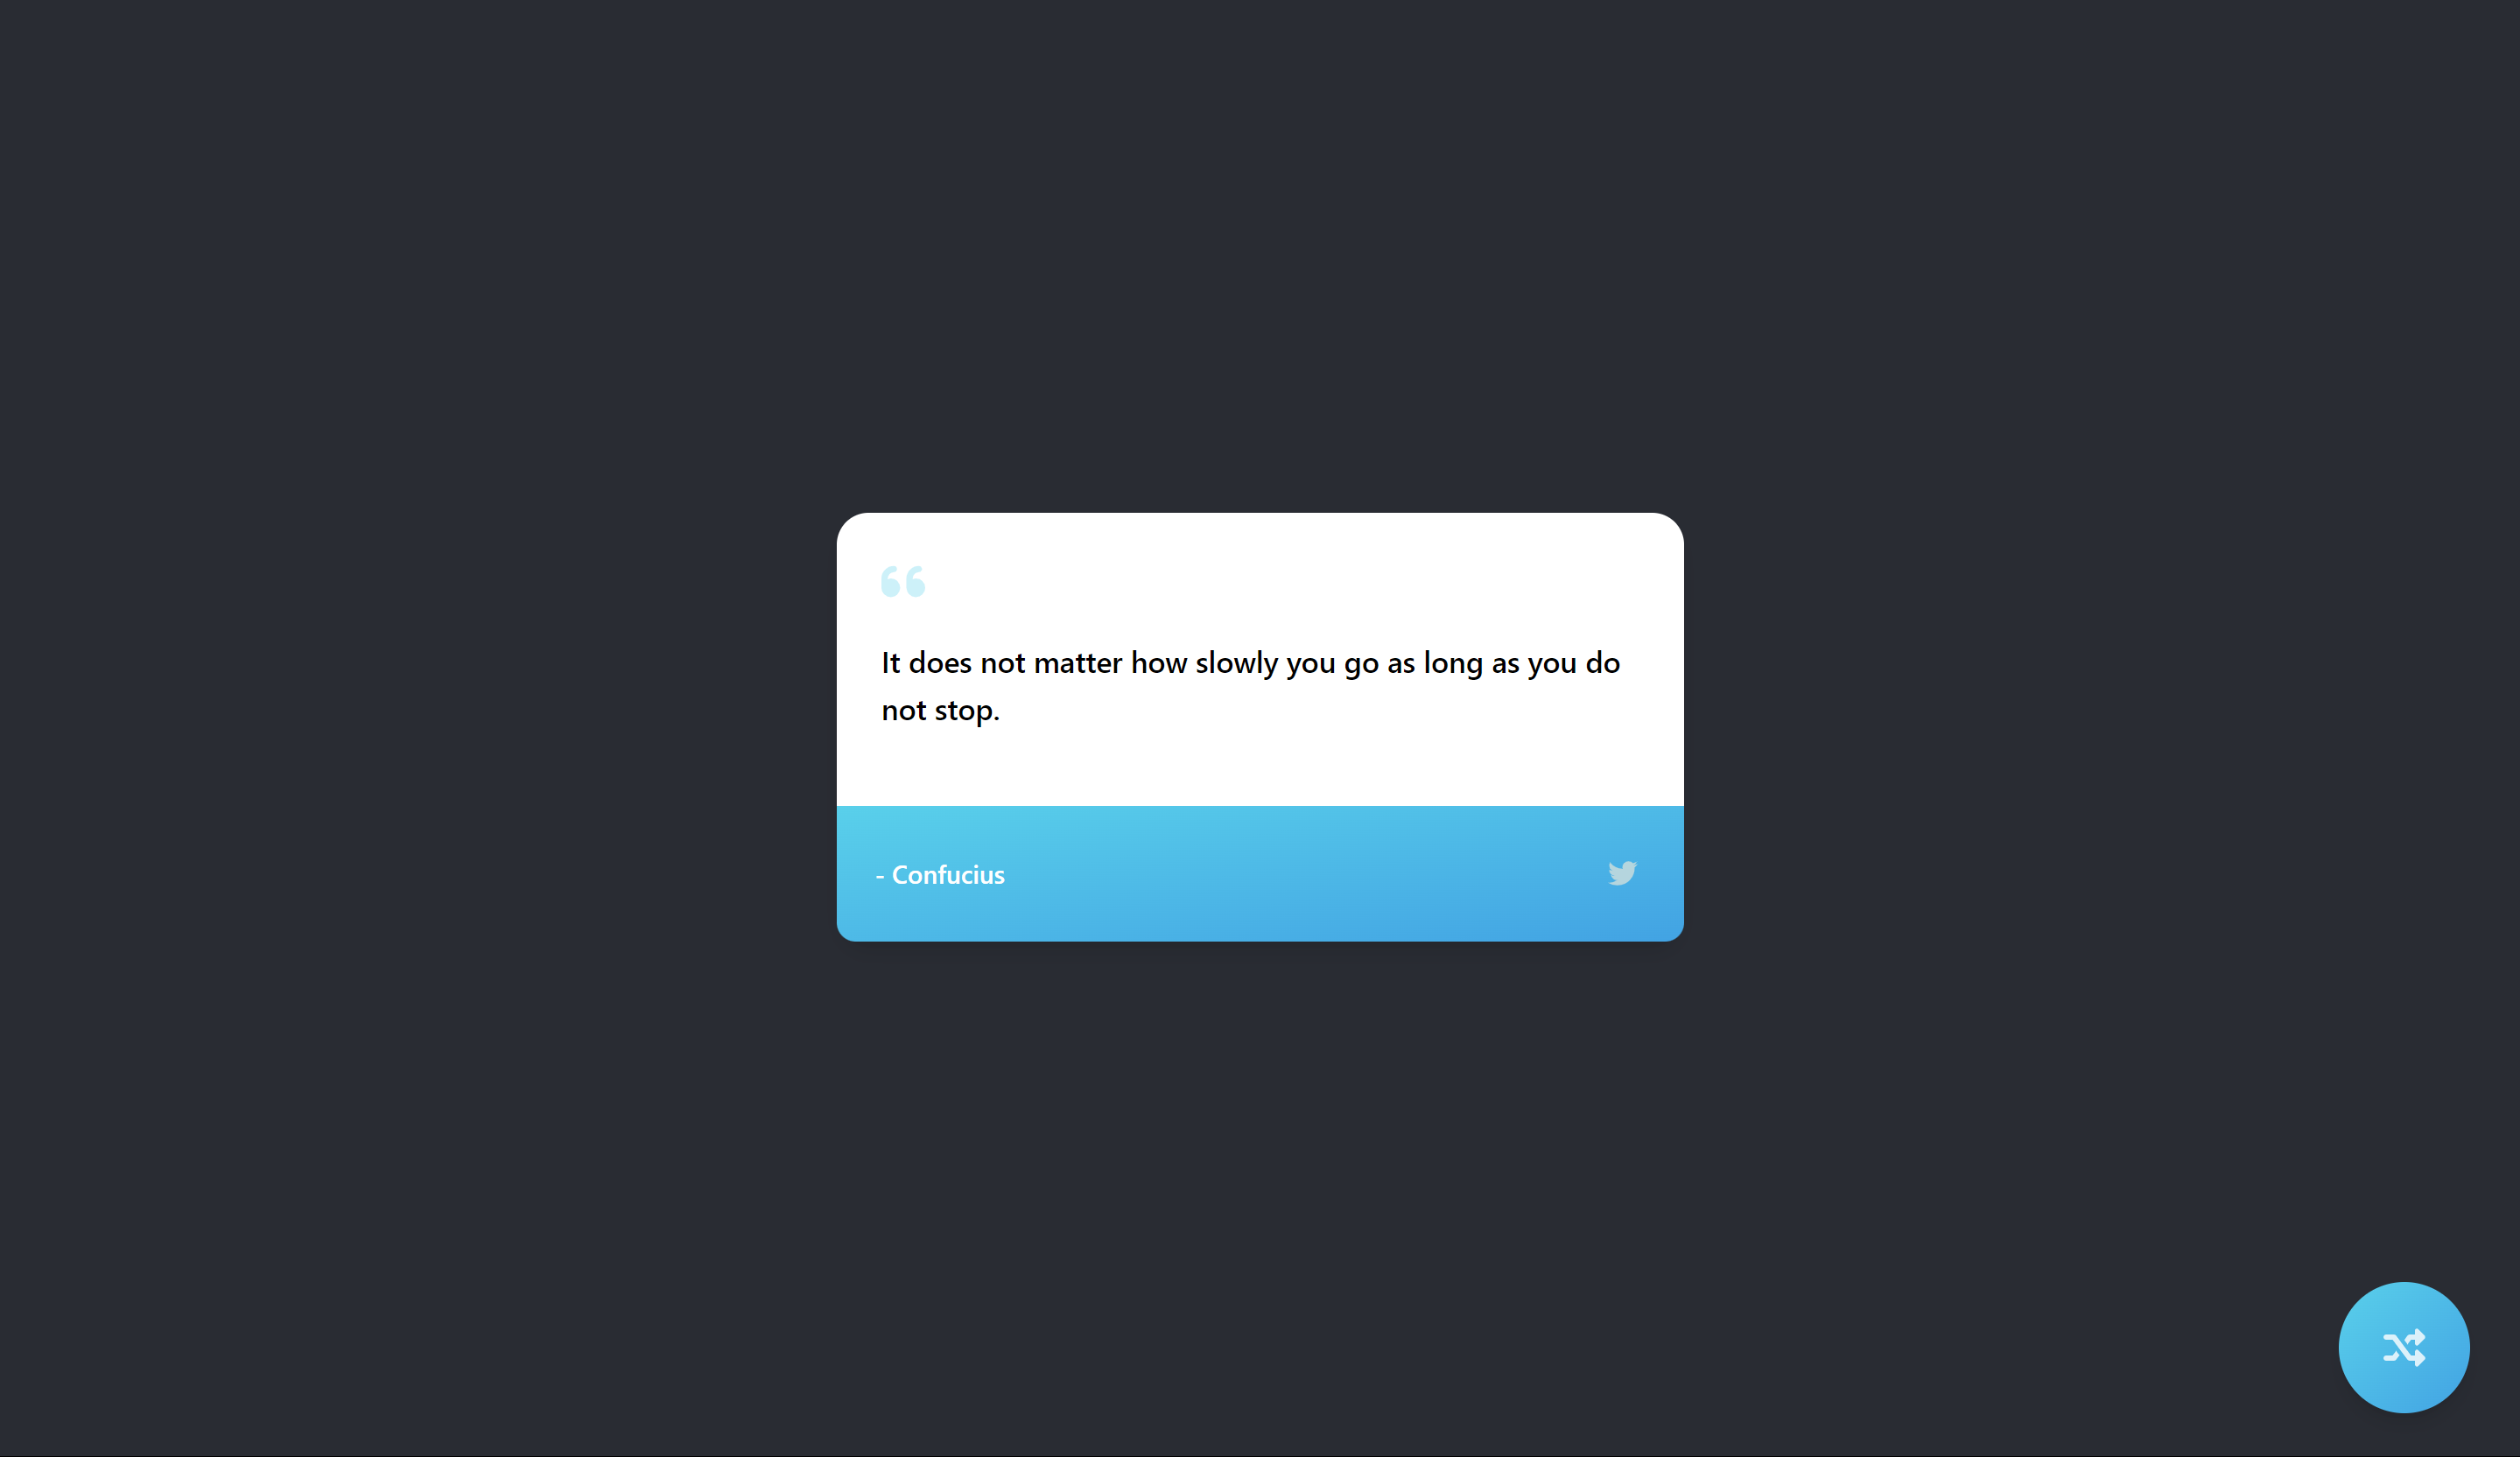 It does not matter how slowly you go as long as you do
not stop.
- Confucius